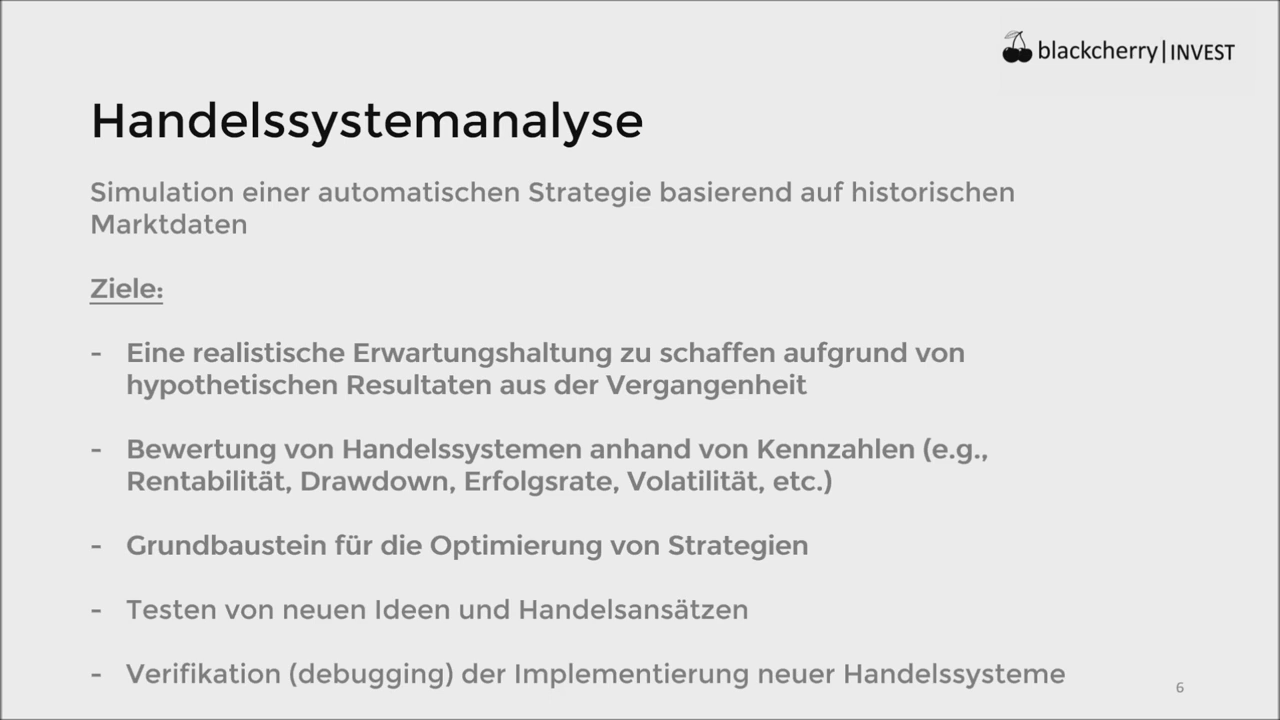 blackcherry|INVEST
Handelssystemanalyse
Simulation einer automatischen Strategie basierend auf historischen
Marktdaten
Ziele:
- Eine realistische Erwartungshaltung zu schaffen aufgrund von
hypothetischen Resultaten aus der Vergangenheit
- Bewertung von Handelssystemen anhand von Kennzahlen (e.g.,
Rentabilität, Drawdown, Erfolgsrate, Volatilität, etc.)
- Grundbaustein für die Optimierung von Strategien
- Testen von neuen Ideen und Handelsansätzen
- Verifikation (debugging) der Implementierung neuer Handelssysteme
6